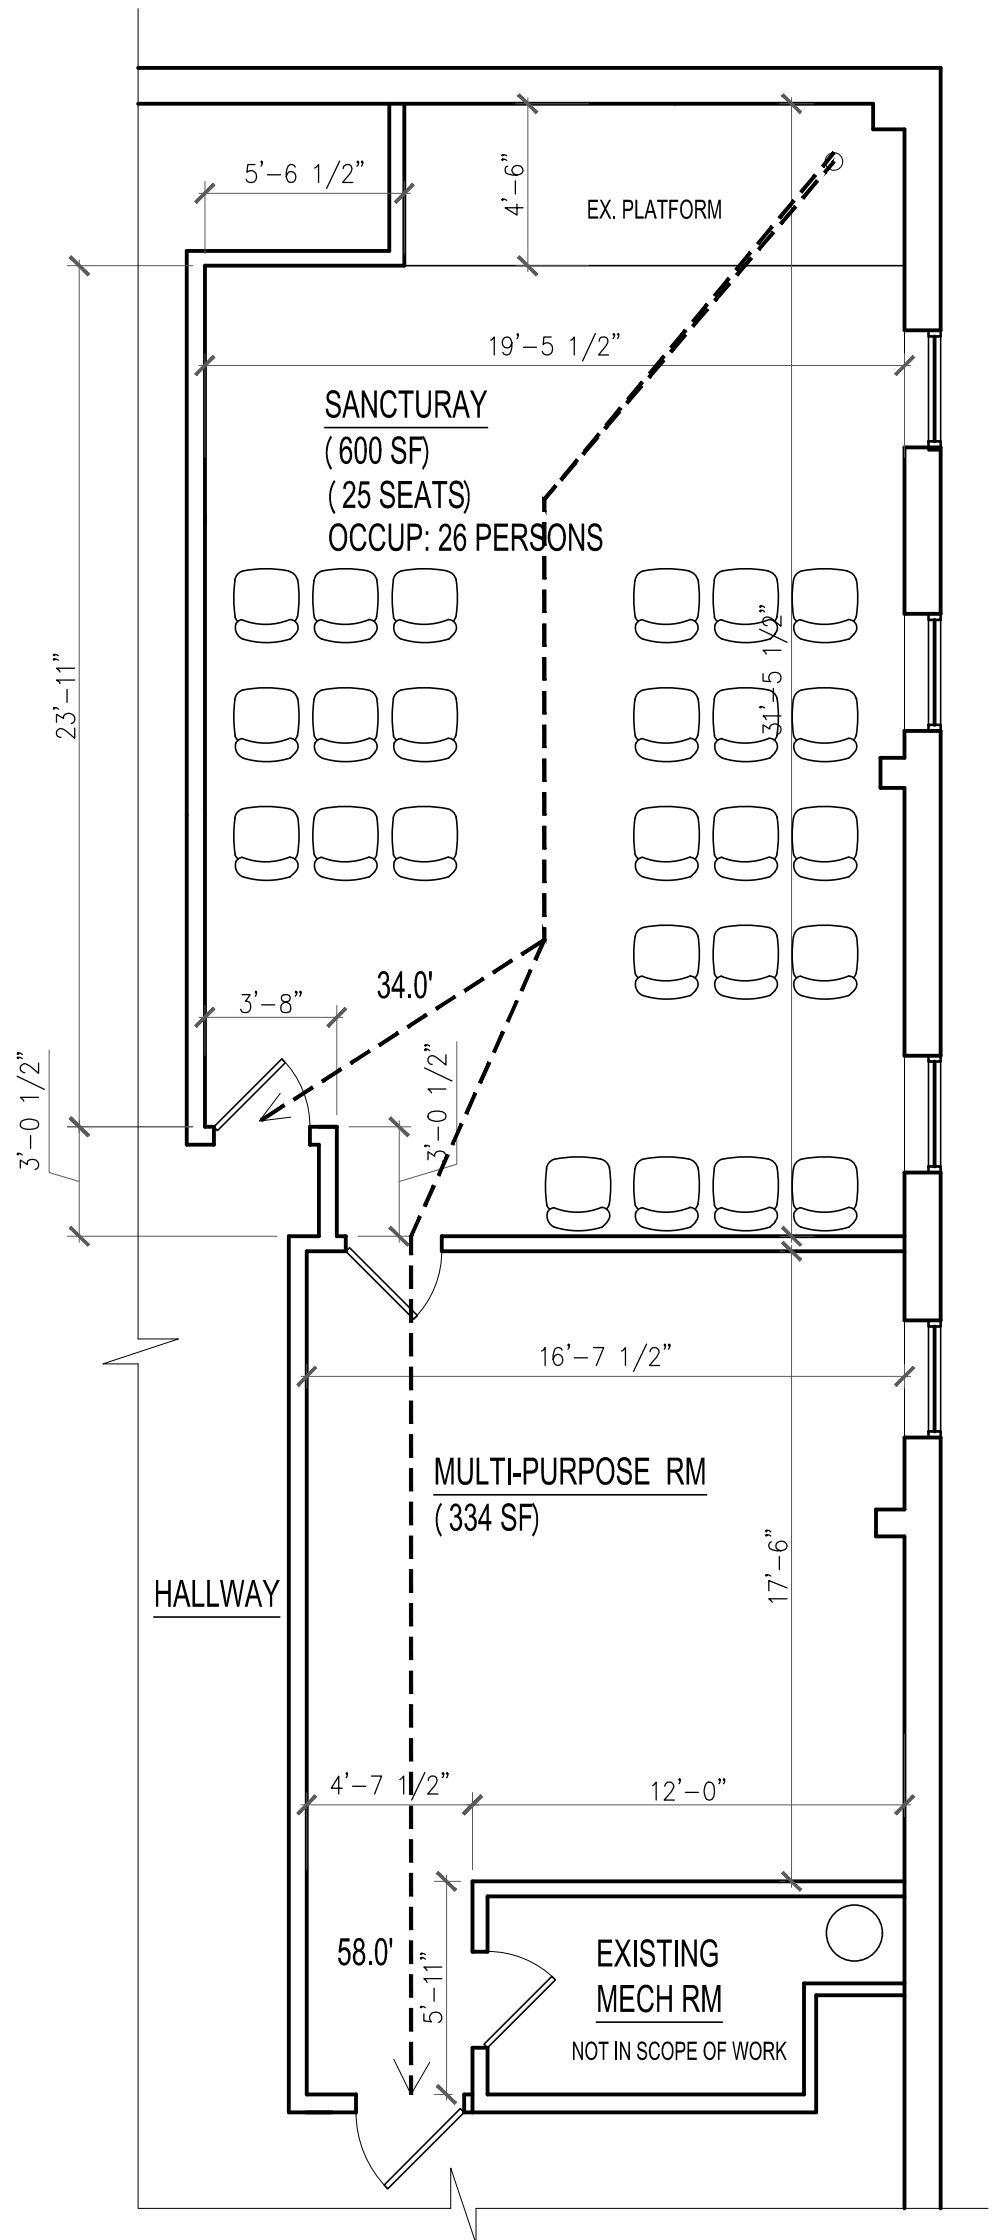 5'-6 1/2"
4'-6"
EX. PLATFORM
19'-5 1/2"
SANCTURAY
( 600 SF)
( 25 SEATS)
OCCUP: 26 PERSONS
23'-11"
31'-5 1/2"
34.0'
3'-8"
3'-0 1/2"
3'-0 1/2"
16'-7 1/2"
MULTI-PURPOSE RM
( 334 SF)
17'-6"
HALLWAY
4'-7 1/2"
12'-0"
58.0'
5'-11"
EXISTING
MECH RM
NOT IN SCOPE OF WORK